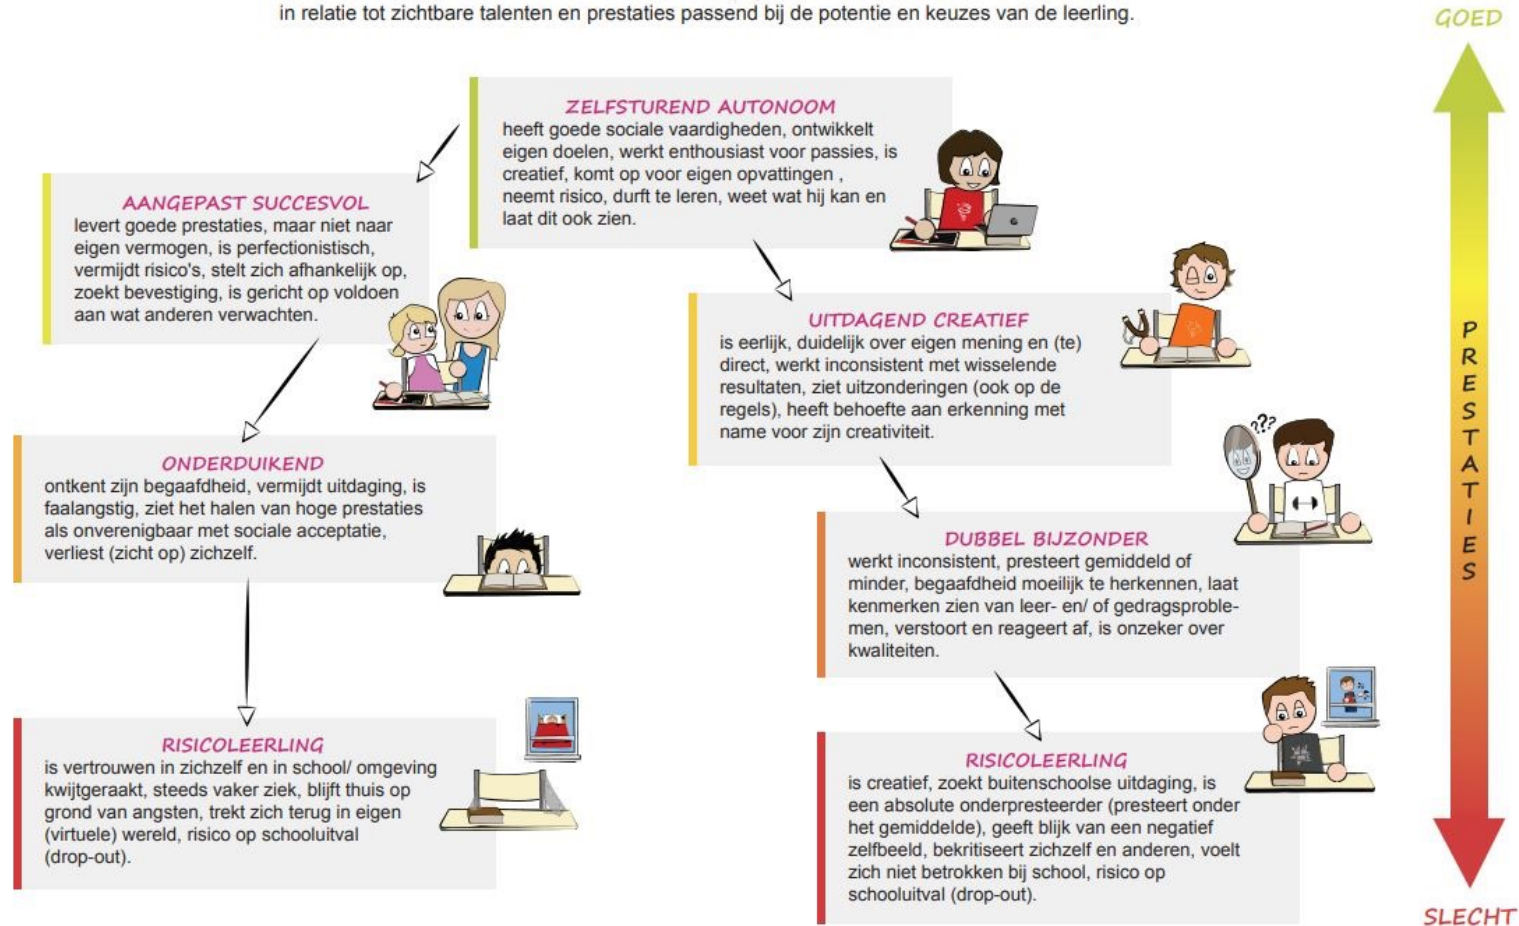 in relatie tot zichtbare talenten en prestaties passend bij de potentie en keuzes van de leerling.
GOED
ZELFSTUREND AUTONOOM
heeft goede sociale vaardigheden, ontwikkelt
eigen doelen, werkt enthousiast voor passies, is
creatief, komt op voor eigen opvattingen ,
neemt risico, durft te leren, weet wat hij kan en
laat dit ook zien.
AANGEPAST SUCCESVOL
levert goede prestaties, maar niet naar
eigen vermogen, is perfectionistisch,
vermijdt risico's, stelt zich afhankelijk op,
zoekt bevestiging, is gericht op voldoen
aan wat anderen verwachten.
UITDAGEND CREATIEF
is eerlijk, duidelijk over eigen mening en (te)
direct, werkt inconsistent met wisselende
resultaten, ziet uitzonderingen (ook op de
regels), heeft behoefte aan erkenning met
name voor zijn creativiteit.
PRESTATIES
???
ONDERDUIKEND
ontkent zijn begaafdheid, vermijdt uitdaging, is
faalangstig, ziet het halen van hoge prestaties
als onverenigbaar met sociale acceptatie,
verliest (zicht op) zichzelf.
DUBBEL BIJZONDER
werkt inconsistent, presteert gemiddeld of
minder, begaafdheid moeilijk te herkennen, laat
kenmerken zien van leer- en/ of gedragsproble-
men, verstoort en reageert af, is onzeker over
kwaliteiten.
RISICOLEERLING
is vertrouwen in zichzelf en in school/ omgeving
kwijtgeraakt, steeds vaker ziek, blijft thuis op
grond van angsten, trekt zich terug in eigen
(virtuele) wereld, risico op schooluitval
(drop-out).
RISICOLEERLING
is creatief, zoekt buitenschoolse uitdaging, is
een absolute onderpresteerder (presteert onder
het gemiddelde), geeft blijk van een negatief
zelfbeeld, bekritiseert zichzelf en anderen, voelt
zich niet betrokken bij school, risico op
schooluitval (drop-out).
SLECHT